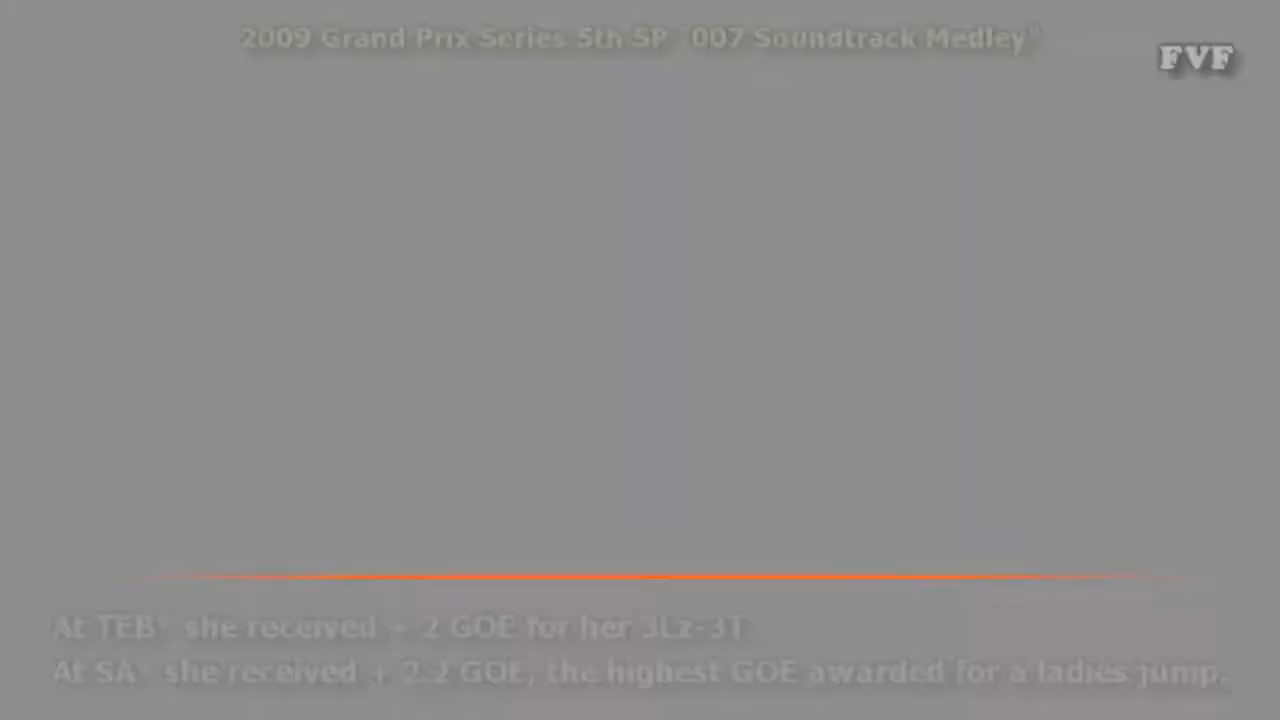 2009 Grand Prix Series 5th SP "007 Soundtrack Medley"
FVF
At TEB she received + 2 GOE for her 3Lz-3T
At SA she received + 2.2 GOE, the highest GOE awarded for a ladies jump.